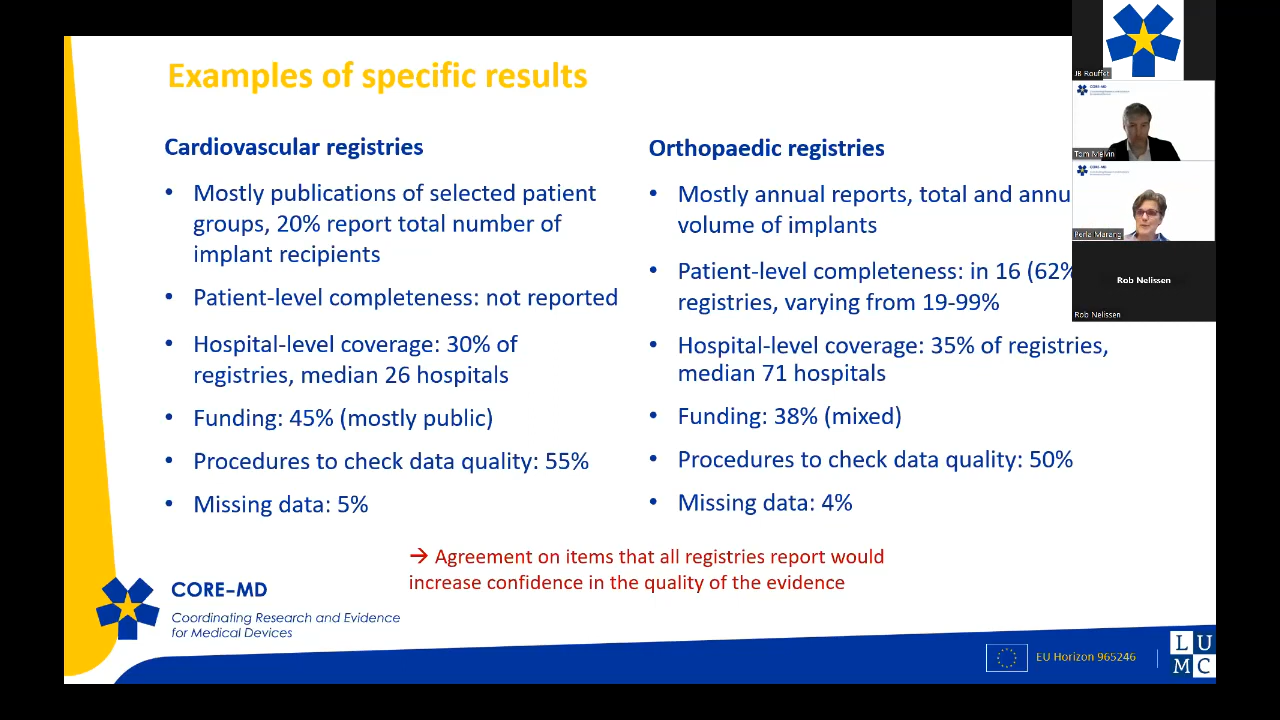 Examples of specific results
Cardiovascular registries
• Mostly publications of selected patient
groups, 20% report total number of
implant recipients
• Patient-level completeness: not reported
• Hospital-level coverage: 30% of
registries, median 26 hospitals
• Funding: 45% (mostly public)
• Procedures to check data quality: 55%
• Missing data: 5%
Orthopaedic registries
• Mostly annual reports, total and annu
volume of implants
• Patient-level completeness: in 16 (62%
registries, varying from 19-99%
• Hospital-level coverage: 35% of registries,
median 71 hospitals
• Funding: 38% (mixed)
• Procedures to check data quality: 50%
• Missing data: 4%
→ Agreement on items that all registries report would
increase confidence in the quality of the evidence
CORE-MD
Coordinating Research and Evidence
for Medical Devices
EU Horizon 965246
LU
MC
JB Rouffet
CORE-MD
Tom Melvin
CORE-MD
Perla Marang
Rob Nelissen
Rob Nelissen